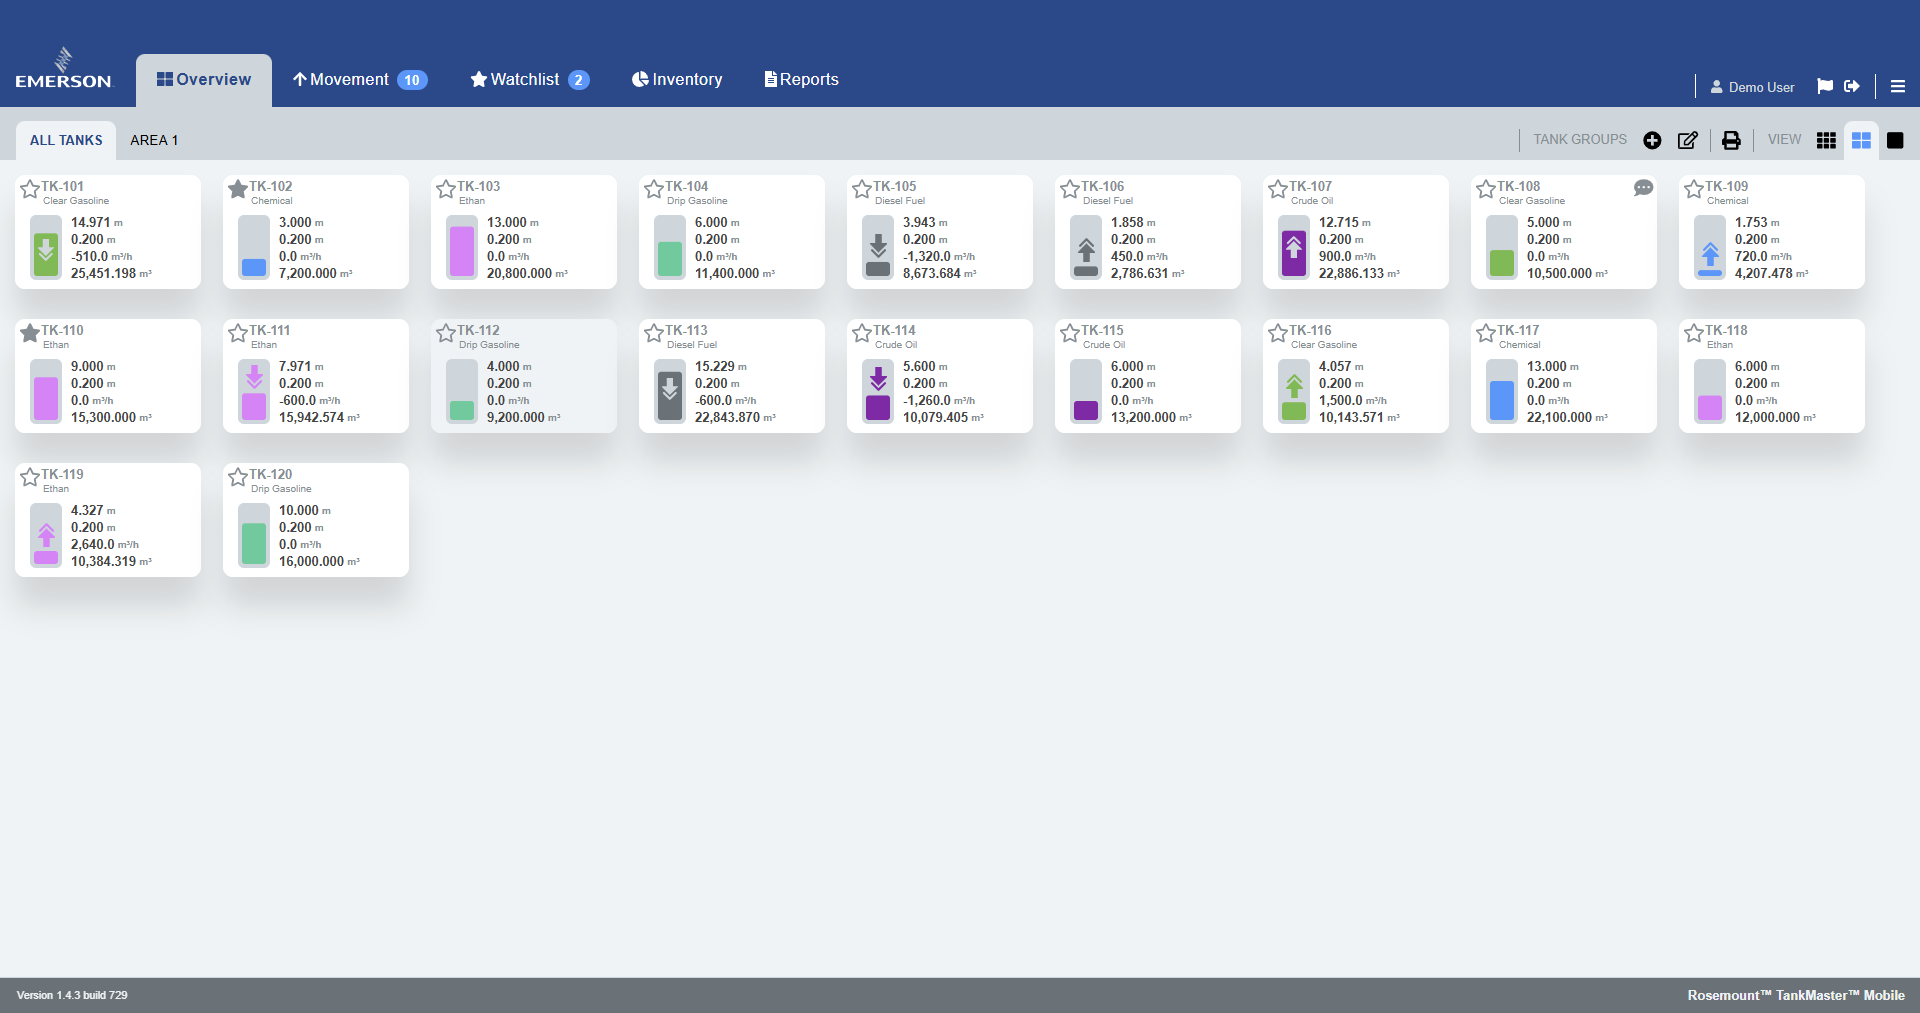 EMERSON
Overview
Movement 10
Watchlist 2
Inventory
Reports
Demo User
ALL TANKS
AREA 1
TANK GROUPS
VIEW
TK-101
Clear Gasoline
14.971 m
0.200 m
-510.0 m³/h
25,451.198 m³
TK-102
Chemical
3.000 m
0.200 m
0.0 m³/h
7,200.000 m³
TK-103
Ethan
13.000 m
0.200 m
0.0 m³/h
20,800.000 m³
TK-104
Drip Gasoline
6.000 m
0.200 m
0.0 m³/h
11,400.000 m³
TK-105
Diesel Fuel
3.943 m
0.200 m
-1,320.0 m³/h
8,673.684 m³
TK-106
Diesel Fuel
1.858 m
0.200 m
450.0 m³/h
2,786.631 m³
TK-107
Crude Oil
12.715 m
0.200 m
900.0 m³/h
22,886.133 m³
TK-108
Clear Gasoline
5.000 m
0.200 m
0.0 m³/h
10,500.000 m³
TK-109
Chemical
1.753 m
0.200 m
720.0 m³/h
4,207.478 m³
TK-110
Ethan
9.000 m
0.200 m
0.0 m³/h
15,300.000 m³
TK-111
Ethan
7.971 m
0.200 m
-600.0 m³/h
15,942.574 m³
TK-112
Drip Gasoline
4.000 m
0.200 m
0.0 m³/h
9,200.000 m³
TK-113
Diesel Fuel
15.229 m
0.200 m
-600.0 m³/h
22,843.870 m³
TK-114
Crude Oil
5.600 m
0.200 m
-1,260.0 m³/h
10,079.405 m³
TK-115
Crude Oil
6.000 m
0.200 m
0.0 m³/h
13,200.000 m³
TK-116
Clear Gasoline
4.057 m
0.200 m
1,500.0 m³/h
10,143.571 m³
TK-117
Chemical
13.000 m
0.200 m
0.0 m³/h
22,100.000 m³
TK-118
Ethan
6.000 m
0.200 m
0.0 m³/h
12,000.000 m³
TK-119
Ethan
4.327 m
0.200 m
2,640.0 m³/h
10,384.319 m³
TK-120
Drip Gasoline
10.000 m
0.200 m
0.0 m³/h
16,000.000 m³
Version 1.4.3 build 729
Rosemount™ TankMaster™ Mobile